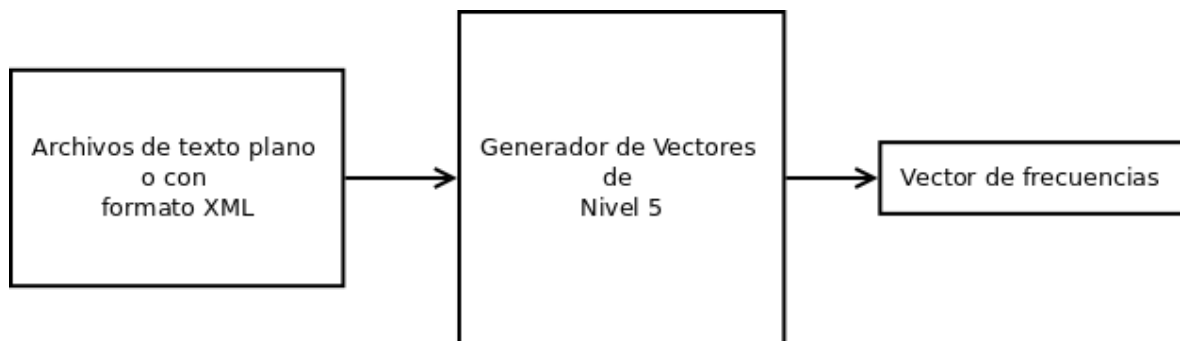 Archivos de texto plano
o con
formato XML
Generador de Vectores
de
Nivel 5
Vector de frecuencias